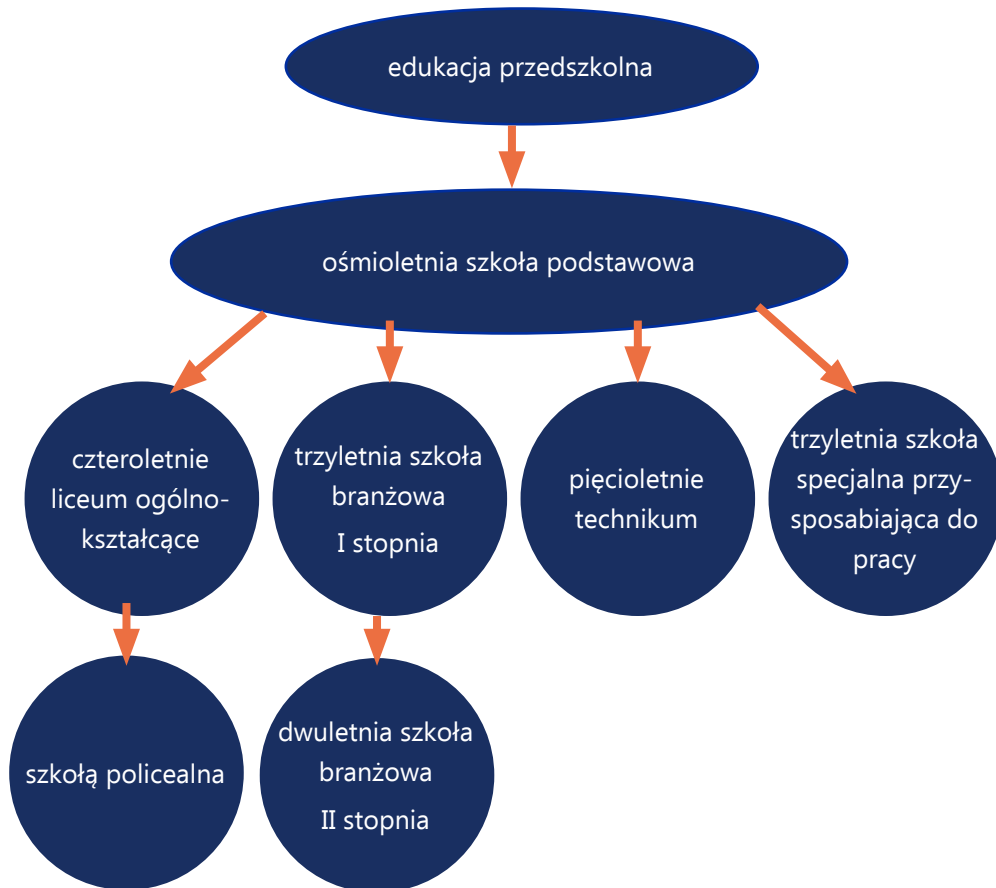 edukacja przedszkolna
ośmioletnia szkoła podstawowa
czteroletnie
liceum ogólno-
kształcące
trzyletnia szkoła
branżowa
I stopnia
pięcioletnie
technikum
trzyletnia szkoła
specjalna przy-
sposabiająca do
pracy
szkołą policealna
dwuletnia szkoła
branżowa
II stopnia